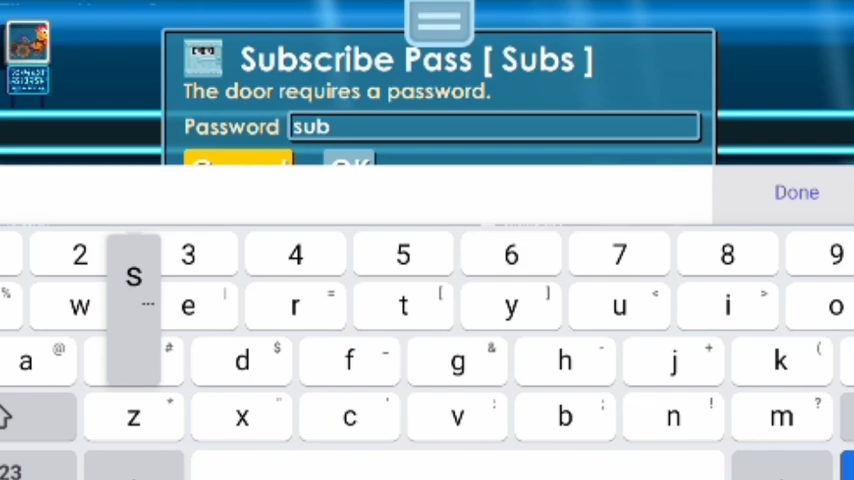 Subscribe Pass [ Subs ]
The door requires a password.
Password sub
Done
2 3 4 5 6 7 8 9
% | = [ ] < >
w e r t y u i o
s ...
@ # $ _ & - + (
a d f g h j k
* " ' : ; ! ?
z x c v b n m